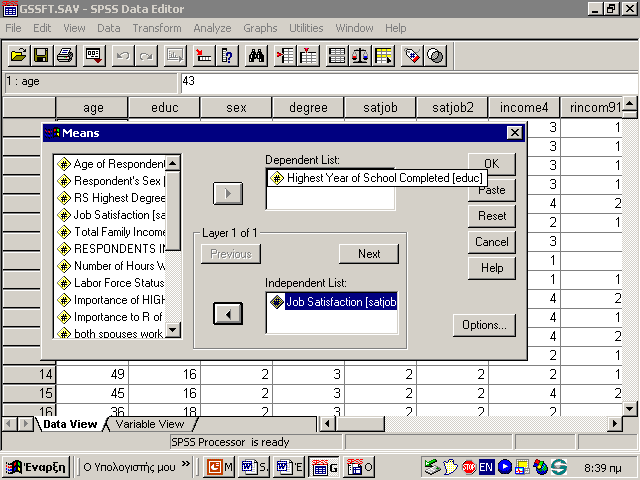 GSSFT.SAV - SPSS Data Editor
File Edit View Data Transform Analyze Graphs Utilities Window Help
1 : age 43
age educ sex degree satjob satjob2 income4 rincom91
Means
Age of Respondent
Respondent's Sex [
RS Highest Degree
Job Satisfaction [sa
Total Family Income
RESPONDENTS IN
Number of Hours W
Labor Force Status
Importance of HIGH
Importance to R of
both spouses work
Dependent List:
Highest Year of School Completed [educ]
Layer 1 of 1
Previous Next
Independent List:
Job Satisfaction [satjob
OK
Paste
Reset
Cancel
Help
Options...
3 1
3 1
3 1
3 1
4 2
2 1
3
1
4
3 1
4 2
4 2
14 49 16 2 3 2 2 3 1
15 45 16 2 3 2 2 4 2
16 36 18 2 3 2 2 3 1
Data View Variable View
SPSS Processor is ready
Έναρξη Ο Υπολογιστής μου » M S. Έ G O EN 8:39 πμ